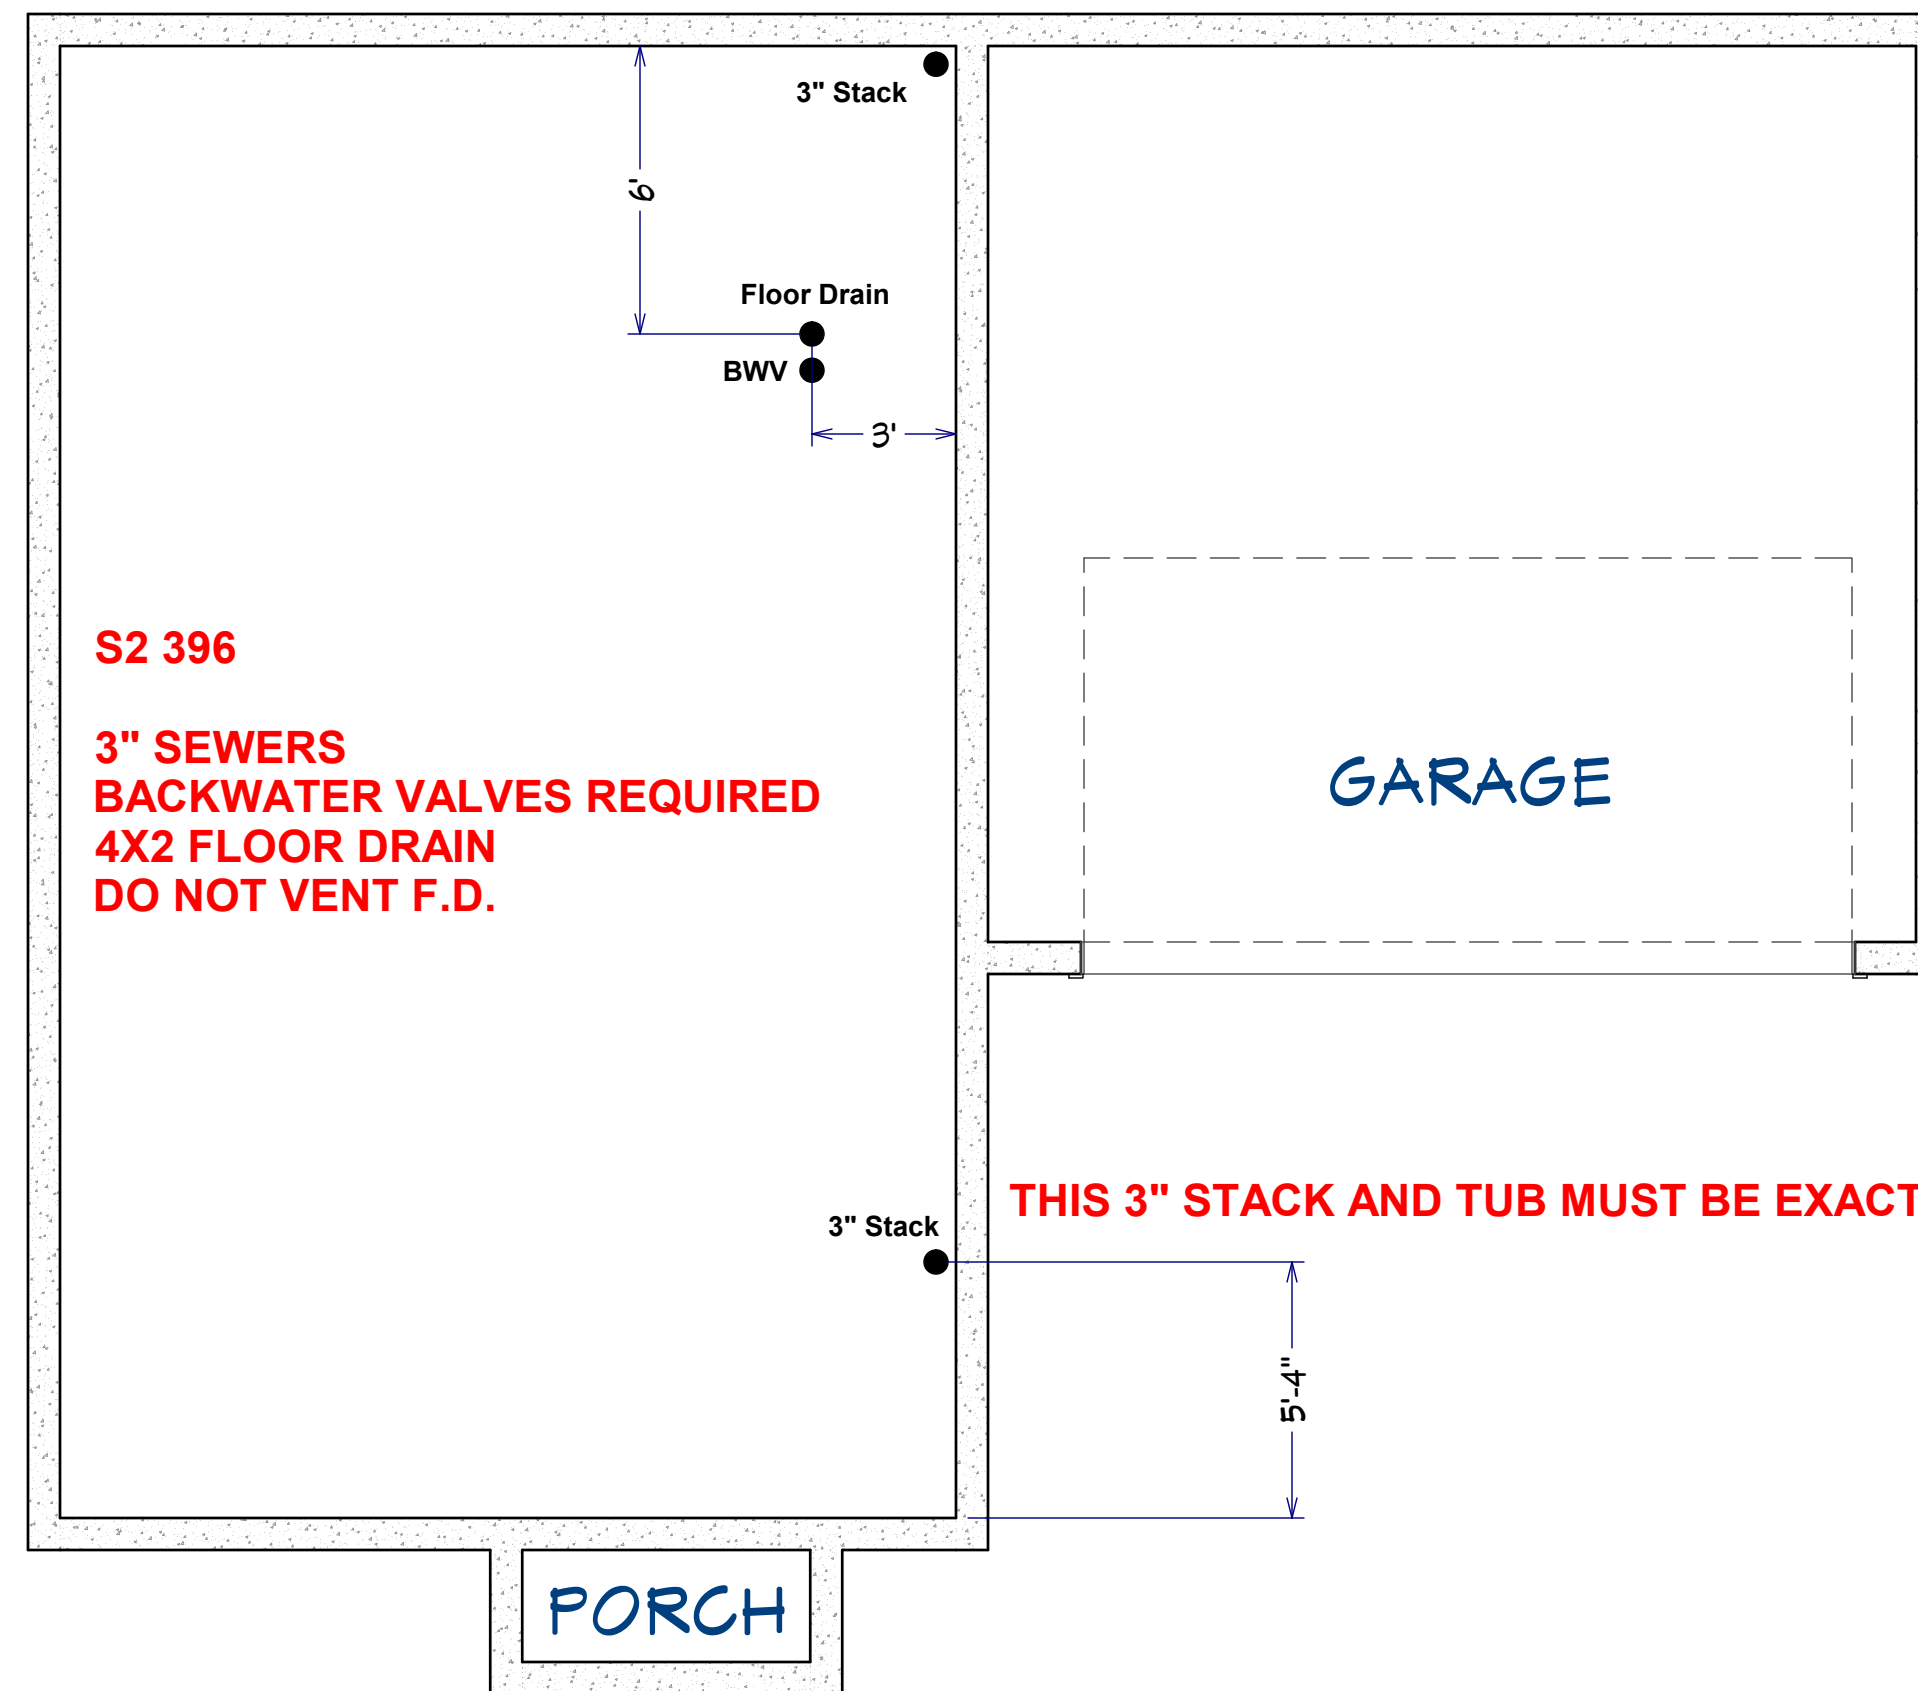 3" Stack
6'
Floor Drain
BWV
3'
S2 396
3" SEWERS
BACKWATER VALVES REQUIRED
4X2 FLOOR DRAIN
DO NOT VENT F.D.
GARAGE
THIS 3" STACK AND TUB MUST BE EXACT
3" Stack
5'-4"
PORCH